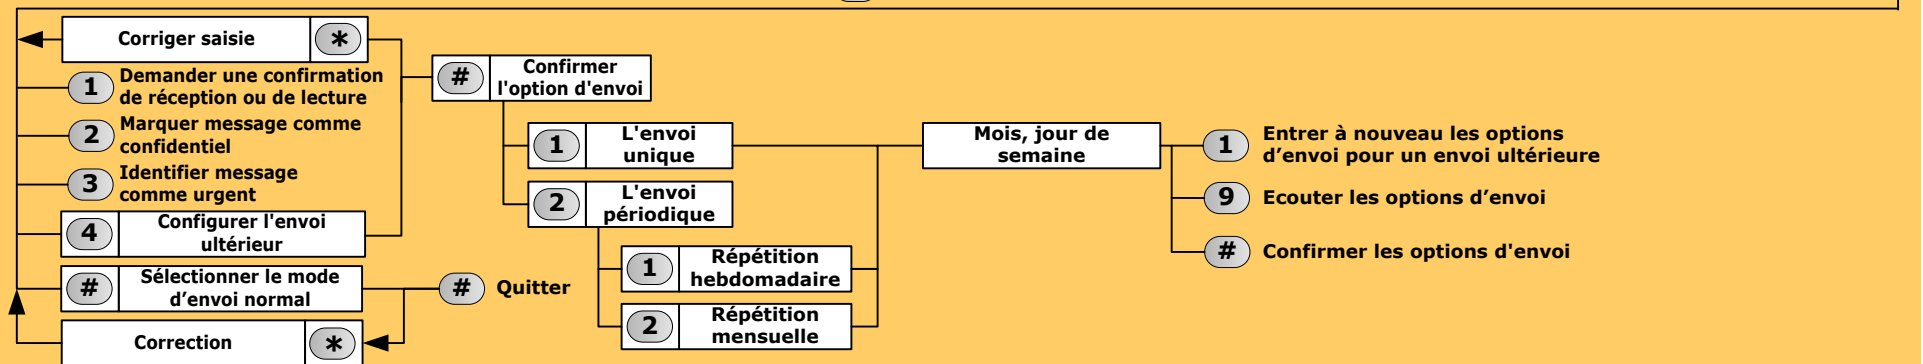 Corriger saisie *
1 Demander une confirmation
de réception ou de lecture
2 Marquer message comme
confidentiel
3 Identifier message
comme urgent
4 Configurer l'envoi
ultérieur
# Sélectionner le mode
d’envoi normal
Correction *
# Quitter
# Confirmer
l'option d'envoi
1 L'envoi
unique
2 L'envoi
périodique
1 Répétition
hebdomadaire
2 Répétition
mensuelle
Mois, jour de
semaine
1 Entrer à nouveau les options
d’envoi pour un envoi ultérieure
9 Ecouter les options d’envoi
# Confirmer les options d'envoi